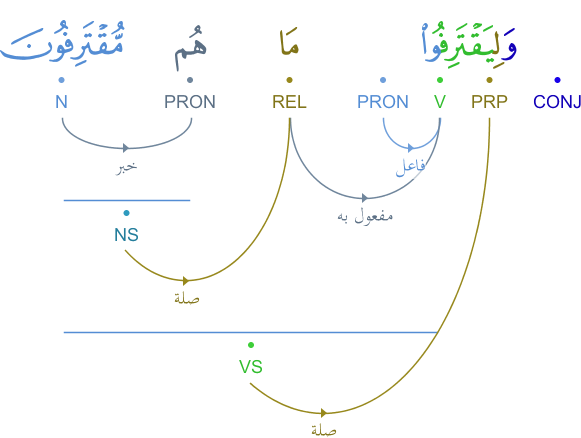 وَلِيَقْتَرِفُوا۟ مَا هُم مُّقْتَرِفُونَ
CONJ PRP V PRON REL PRON N
فاعل
خبر
مفعول به
NS
صلة
VS
صلة